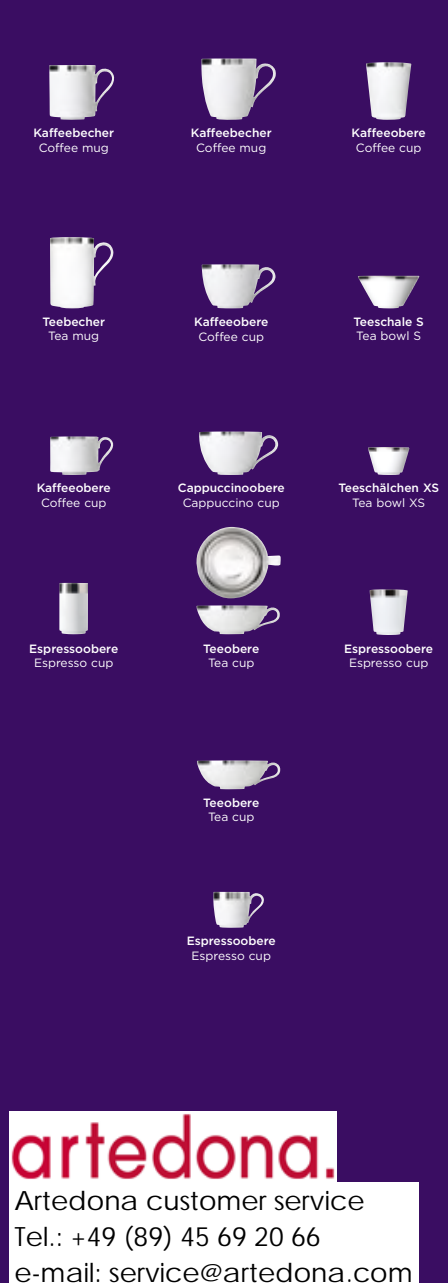 Kaffeebecher
Coffee mug
Kaffeebecher
Coffee mug
Kaffeeobere
Coffee cup
Teebecher
Tea mug
Kaffeeobere
Coffee cup
Teeschale S
Tea bowl S
Kaffeeobere
Coffee cup
Cappuccinoobere
Cappuccino cup
Teeschälchen XS
Tea bowl XS
Espressoobere
Espresso cup
Teeobere
Tea cup
Espressoobere
Espresso cup
Teeobere
Tea cup
Espressoobere
Espresso cup
artedona.
Artedona customer service
Tel.: +49 (89) 45 69 20 66
e-mail: service@artedona.com